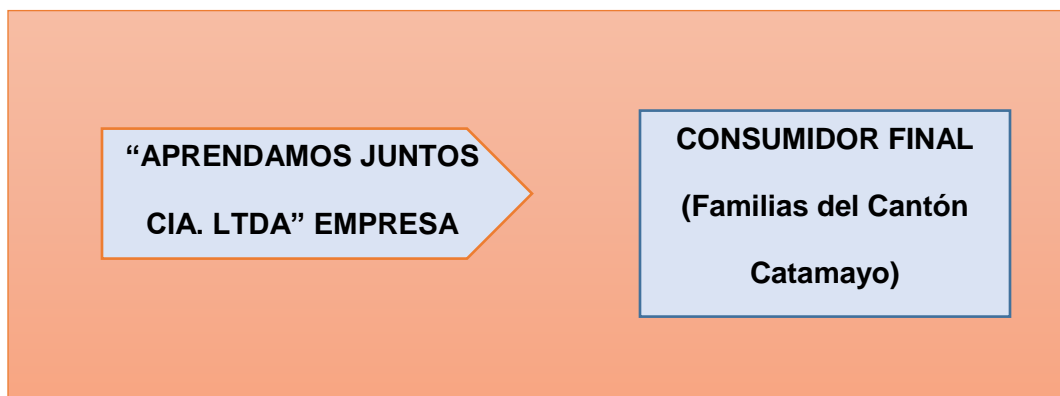 “APRENDAMOS JUNTOS
CIA. LTDA” EMPRESA
CONSUMIDOR FINAL
(Familias del Cantón
Catamayo)